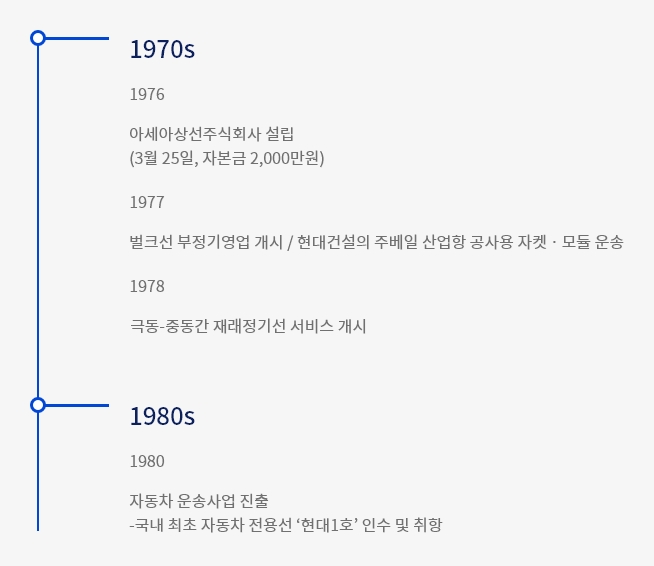 1970s
1976
아세아상선주식회사 설립
(3월 25일, 자본금 2,000만원)
1977
벌크선 부정기영업 개시 / 현대건설의 주베일 산업항 공사용 자켓 · 모듈 운송
1978
극동-중동간 재래정기선 서비스 개시
1980s
1980
자동차 운송사업 진출
-국내 최초 자동차 전용선 ‘현대1호’ 인수 및 취항